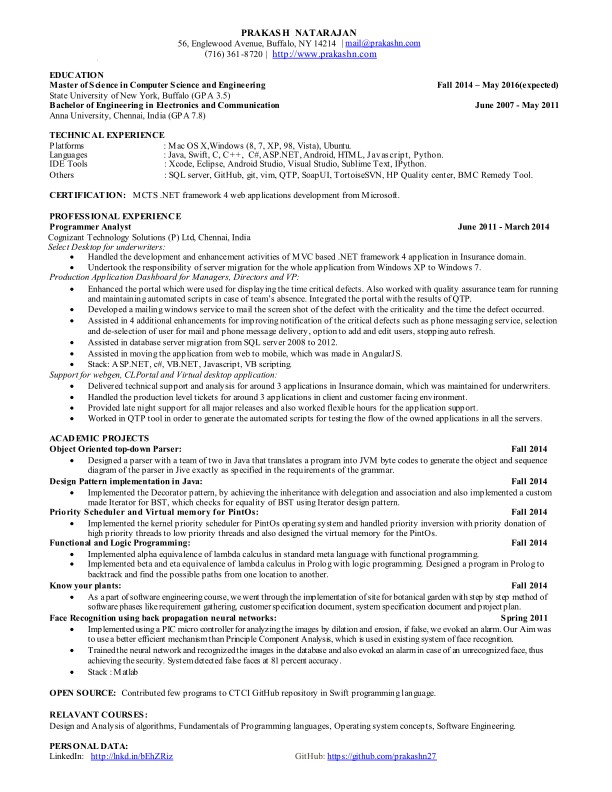 PRAKASH NATARAJAN
56, Englewood Avenue, Buffalo, NY 14214 | mail@prakashn.com
(716) 361-8720 | http://www.prakashn.com
EDUCATION
Master of Science in Computer Science and Engineering Fall 2014 – May 2016(expected)
State University of New York, Buffalo (GPA 3.5)
Bachelor of Engineering in Electronics and Communication June 2007 - May 2011
Anna University, Chennai, India (GPA 7.8)
TECHNICAL EXPERIENCE
Platforms : Mac OS X,Windows (8, 7, XP, 98, Vista), Ubuntu.
Languages : Java, Swift, C, C++, C#, ASP.NET, Android, HTML, Javascript, Python.
IDE Tools : Xcode, Eclipse, Android Studio, Visual Studio, Sublime Text, IPython.
Others : SQL server, GitHub, git, vim, QTP, SoapUI, TortoiseSVN, HP Quality center, BMC Remedy Tool.
CERTIFICATION: MCTS .NET framework 4 web applications development from Microsoft.
PROFESSIONAL EXPERIENCE
Programmer Analyst June 2011 - March 2014
Cognizant Technology Solutions (P) Ltd, Chennai, India
Select Desktop for underwriters:
• Handled the development and enhancement activities of MVC based .NET framework 4 application in Insurance domain.
• Undertook the responsibility of server migration for the whole application from Windows XP to Windows 7.
Production Application Dashboard for Managers, Directors and VP:
• Enhanced the portal which were used for displaying the time critical defects. Also worked with quality assurance team for running
and maintaining automated scripts in case of team's absence. Integrated the portal with the results of QTP.
• Developed a mailing windows service to mail the screen shot of the defect with the criticality and the time the defect occurred.
• Assisted in 4 additional enhancements for improving notification of the critical defects such as phone messaging service, selection
and de-selection of user for mail and phone message delivery, option to add and edit users, stopping auto refresh.
• Assisted in database server migration from SQL server 2008 to 2012.
• Assisted in moving the application from web to mobile, which was made in AngularJS.
• Stack: ASP.NET, c#, VB.NET, Javascript, VB scripting.
Support for webgen, CLPortal and Virtual desktop application:
• Delivered technical support and analysis for around 3 applications in Insurance domain, which was maintained for underwriters.
• Handled the production level tickets for around 3 applications in client and customer facing environment.
• Provided late night support for all major releases and also worked flexible hours for the application support.
• Worked in QTP tool in order to generate the automated scripts for testing the flow of the owned applications in all the servers.
ACADEMIC PROJECTS
Object Oriented top-down Parser: Fall 2014
• Designed a parser with a team of two in Java that translates a program into JVM byte codes to generate the object and sequence
diagram of the parser in Jive exactly as specified in the requirements of the grammar.
Design Pattern implementation in Java: Fall 2014
• Implemented the Decorator pattern, by achieving the inheritance with delegation and association and also implemented a custom
made Iterator for BST, which checks for equality of BST using Iterator design pattern.
Priority Scheduler and Virtual memory for PintOs: Fall 2014
• Implemented the kernel priority scheduler for PintOs operating system and handled priority inversion with priority donation of
high priority threads to low priority threads and also designed the virtual memory for the PintOs.
Functional and Logic Programming: Fall 2014
• Implemented alpha equivalence of lambda calculus in standard meta language with functional programming.
• Implemented beta and eta equivalence of lambda calculus in Prolog with logic programming. Designed a program in Prolog to
backtrack and find the possible paths from one location to another.
Know your plants: Fall 2014
• As a part of software engineering course, we went through the implementation of site for botanical garden with step by step method of
software phases like requirement gathering, customer specification document, system specification document and project plan.
Face Recognition using back propagation neural networks: Spring 2011
• Implemented using a PIC micro controller for analyzing the images by dilation and erosion, if false, we evoked an alarm. Our Aim was
to use a better efficient mechanism than Principle Component Analysis, which is used in existing system of face recognition.
• Trained the neural network and recognized the images in the database and also evoked an alarm in case of an unrecognized face, thus
achieving the security. System detected false faces at 81 percent accuracy.
• Stack : Matlab
OPEN SOURCE: Contributed few programs to CTCI GitHub repository in Swift programming language.
RELAVANT COURSES:
Design and Analysis of algorithms, Fundamentals of Programming languages, Operating system concepts, Software Engineering.
PERSONAL DATA:
LinkedIn: http://lnkd.in/bEhZRiz GitHub: https://github.com/prakashn27